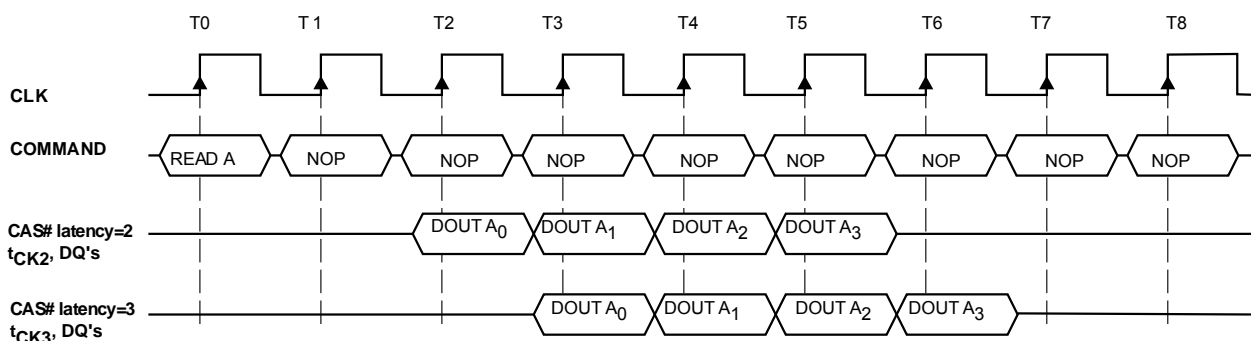 T0 T 1 T2 T3 T4 T5 T6 T7 T8
CLK
COMMAND READ A NOP NOP NOP NOP NOP NOP NOP NOP
CAS# latency=2 DOUT A0 DOUT A1 DOUT A2 DOUT A3
tCK2, DQ's
CAS# latency=3 DOUT A0 DOUT A1 DOUT A2 DOUT A3
tCK3, DQ's